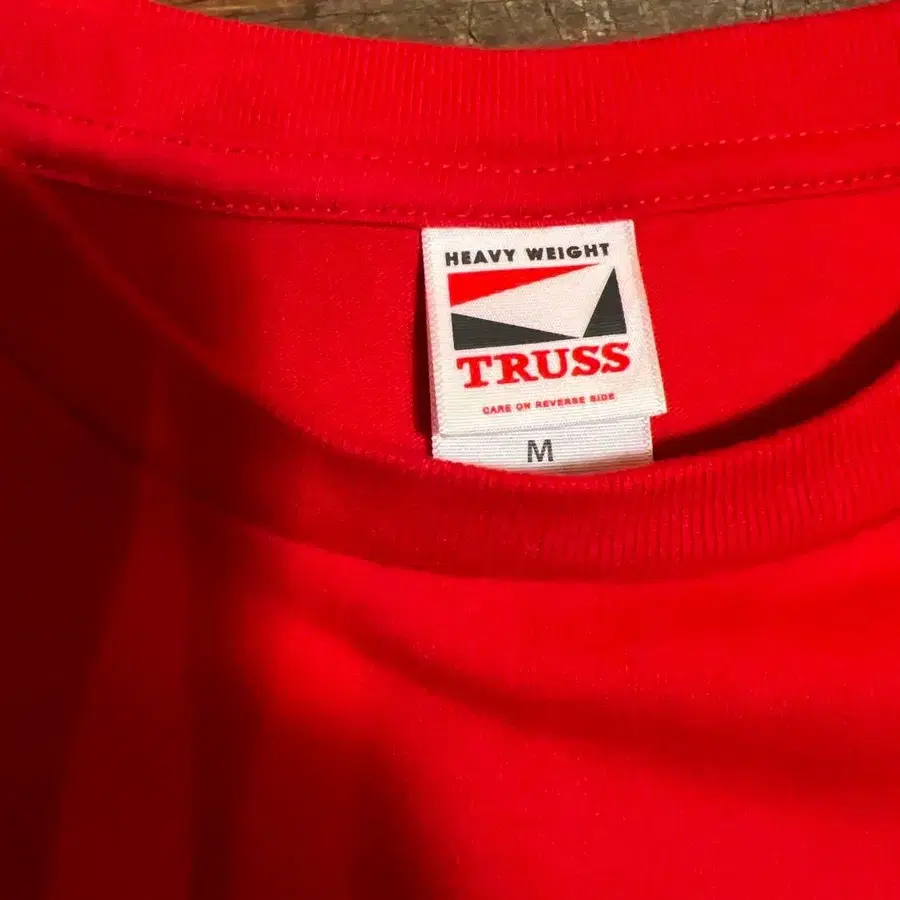 HEAVY WEIGHT
TRUSS
CARE ON REVERSE SIDE
M